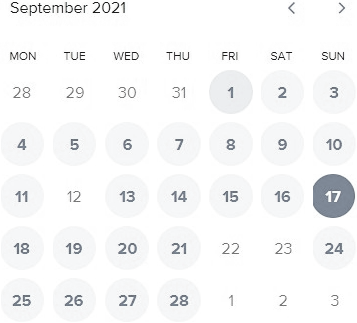 September 2021
MON TUE WED THU FRI SAT SUN
28 29 30 31 1 2 3
4 5 6 7 8 9 10
11 12 13 14 15 16 17
18 19 20 21 22 23 24
25 26 27 28 1 2 3